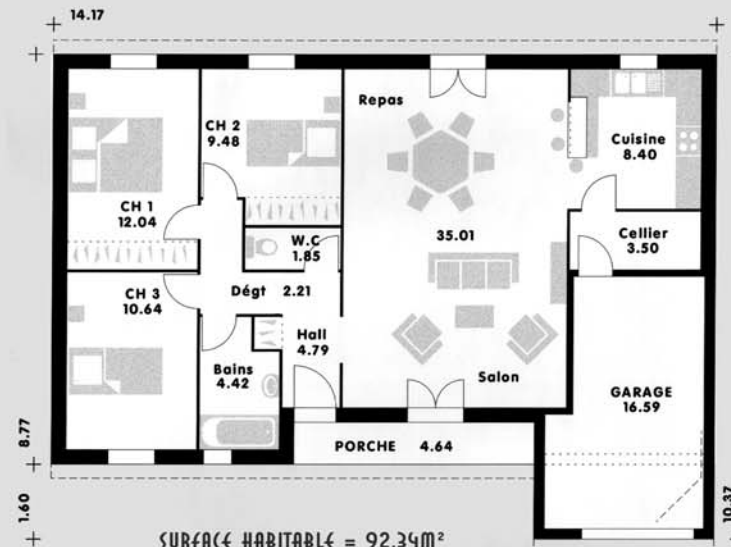 14.17
Repas
CH 2
9.48
Cuisine
8.40
CH 1
12.04
W.C
1.85
35.01
Cellier
3.50
CH 3
10.64
Dégt 2.21
Hall
4.79
Bains
4.42
Salon
GARAGE
16.59
PORCHE 4.64
8.77
1.60
10.37
SURFACE HABITABLE = 92.34M²